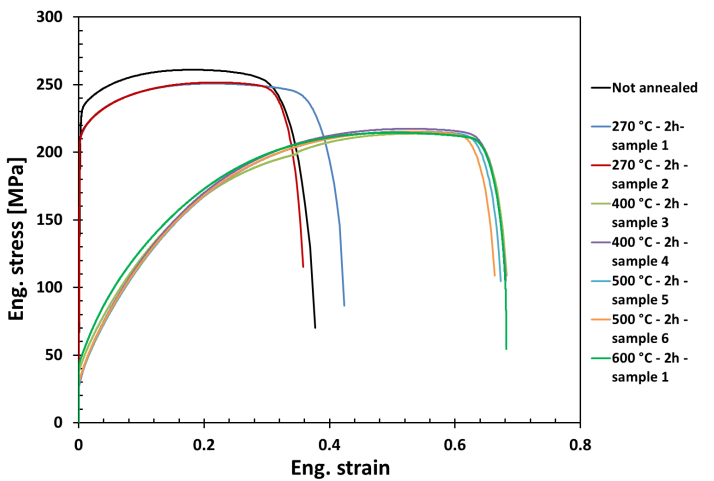 300
250
200
150
100
50
0
Eng. stress [MPa]
0
0.2
0.4
0.6
0.8
Eng. strain
Not annealed
270 °C - 2h-
sample 1
270 °C - 2h -
sample 2
400 °C - 2h -
sample 3
400 °C - 2h -
sample 4
500 °C - 2h -
sample 5
500 °C - 2h -
sample 6
600 °C - 2h -
sample 1